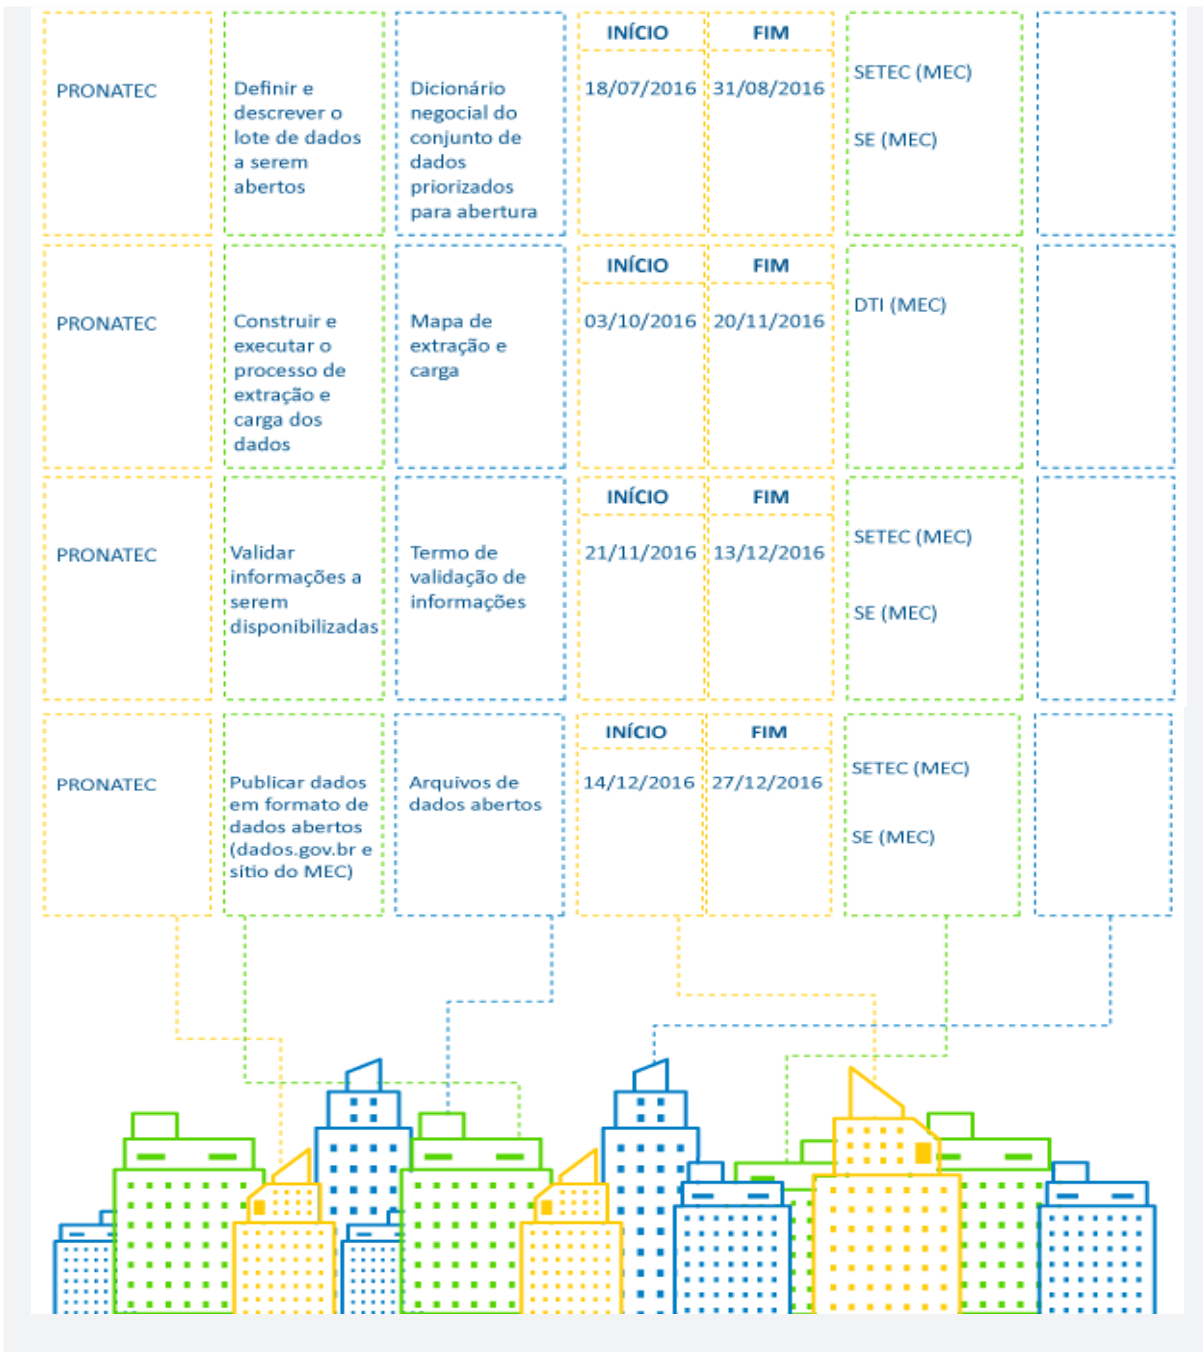 INÍCIO
FIM
PRONATEC
Definir e
descrever o
lote de dados
a serem
abertos
Dicionário
negocial do
conjunto de
dados
priorizados
para abertura
18/07/2016
31/08/2016
SETEC (MEC)
SE (MEC)
INÍCIO
FIM
PRONATEC
Construir e
executar o
processo de
extração e
carga dos
dados
Mapa de
extração e
carga
03/10/2016
20/11/2016
DTI (MEC)
INÍCIO
FIM
PRONATEC
Validar
informações a
serem
disponibilizadas
Termo de
validação de
informações
21/11/2016
13/12/2016
SETEC (MEC)
SE (MEC)
INÍCIO
FIM
PRONATEC
Publicar dados
em formato de
dados abertos
(dados.gov.br e
sítio do MEC)
Arquivos de
dados abertos
14/12/2016
27/12/2016
SETEC (MEC)
SE (MEC)